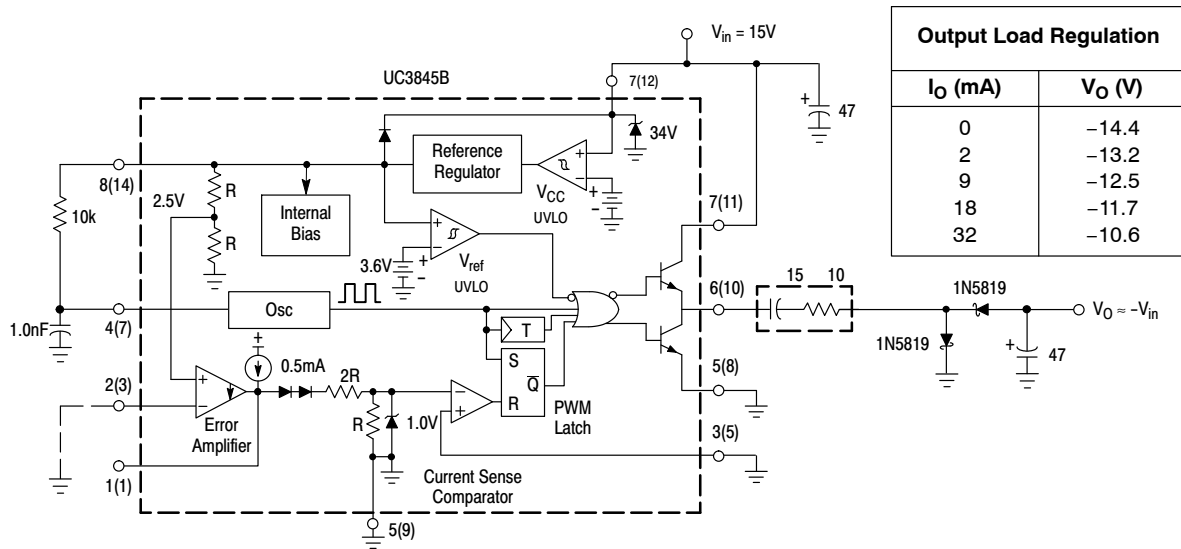 V_in = 15V
Output Load Regulation
I_O (mA) V_O (V)
0 −14.4
2 −13.2
9 −12.5
18 −11.7
32 −10.6
UC3845B
7(12)
+ 47
34V
8(14)
Reference
Regulator
+
−
V_CC
UVLO
+
−
2.5V
R
R
10k
Internal
Bias
+
−
3.6V
+
−
V_ref
UVLO
7(11)
15 10
6(10)
1N5819
V_O ≈ −V_in
1N5819
+ 47
4(7)
1.0nF
Osc
T
S
Q̅
R
PWM
Latch
5(8)
+
0.5mA
2(3)
+
−
Error
Amplifier
2R
R
1.0V
−
+
3(5)
1(1)
Current Sense
Comparator
5(9)